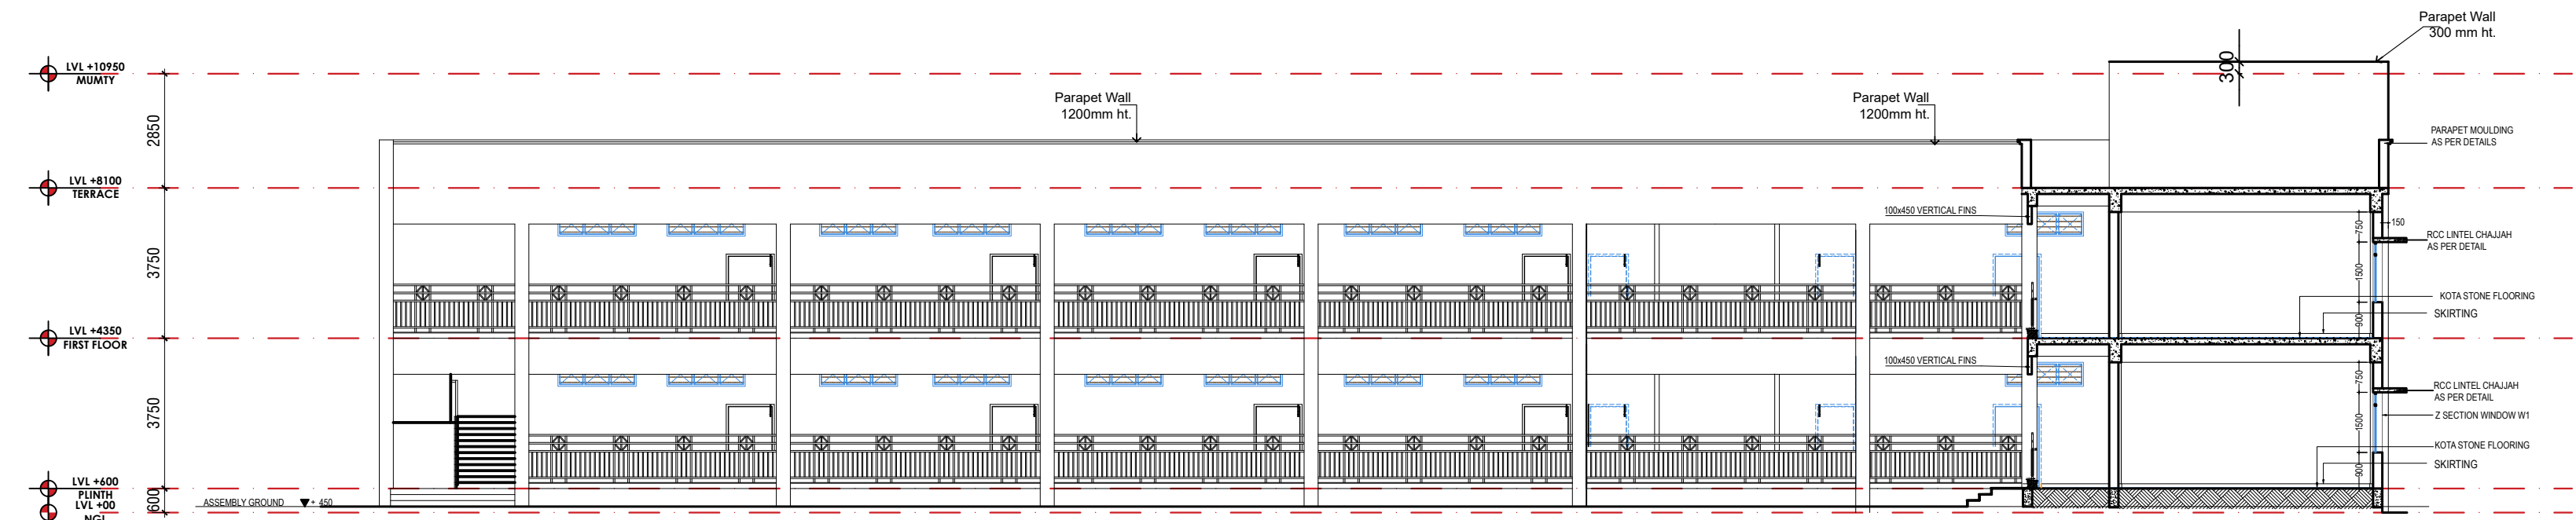 Parapet Wall
300 mm ht.
300
LVL +10950
MUMTY
Parapet Wall
1200mm ht.
Parapet Wall
1200mm ht.
2850
PARAPET MOULDING
AS PER DETAILS
LVL +8100
TERRACE
100x450 VERTICAL FINS
750
150
RCC LINTEL CHAJJAH
AS PER DETAIL
3750
1500
KOTA STONE FLOORING
SKIRTING
900
LVL +4350
FIRST FLOOR
100x450 VERTICAL FINS
750
RCC LINTEL CHAJJAH
AS PER DETAIL
3750
Z SECTION WINDOW W1
1500
KOTA STONE FLOORING
SKIRTING
900
LVL +600
PLINTH
LVL +00
NGL
600
ASSEMBLY GROUND
+ 450